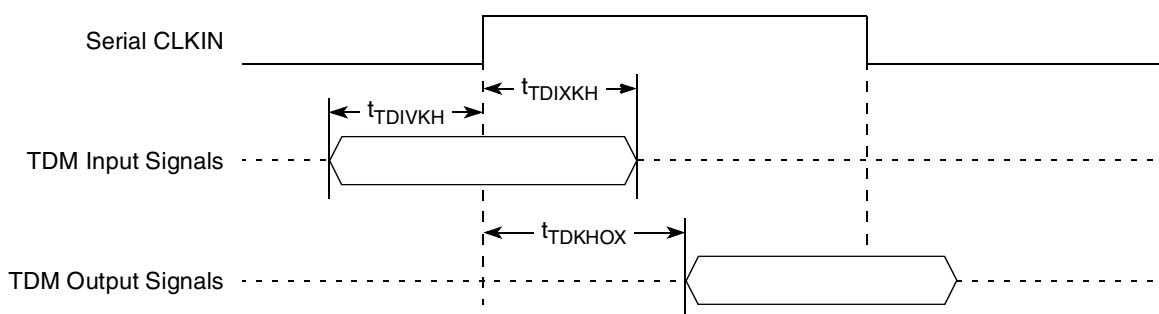 Serial CLKIN
tTDIXKH
tTDIVKH
TDM Input Signals
tTDKHOX
TDM Output Signals